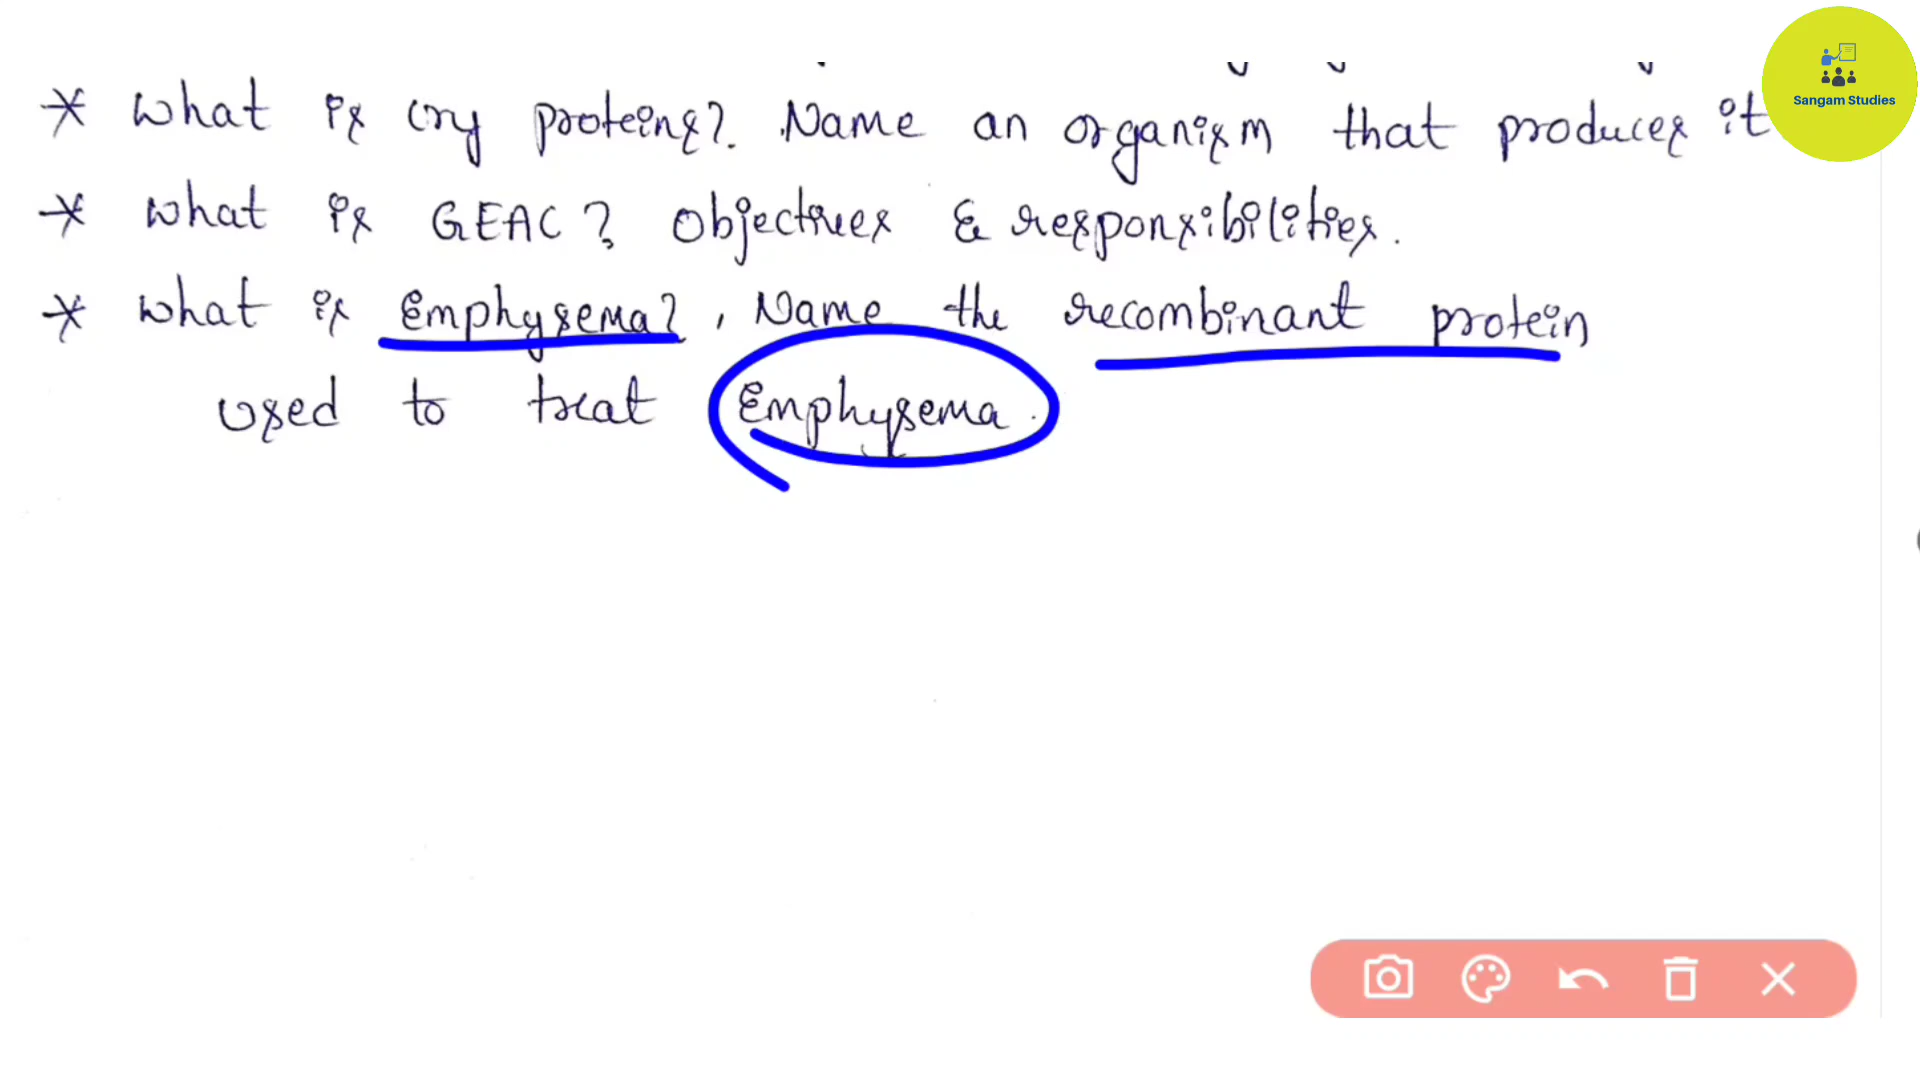 * What is cry proteins?. Name an organism that produces it
* What is GEAC? Objectives & responsibilities.
* What is Emphysema?, Name the recombinant protein
used to treat Emphysema.
Sangam Studies